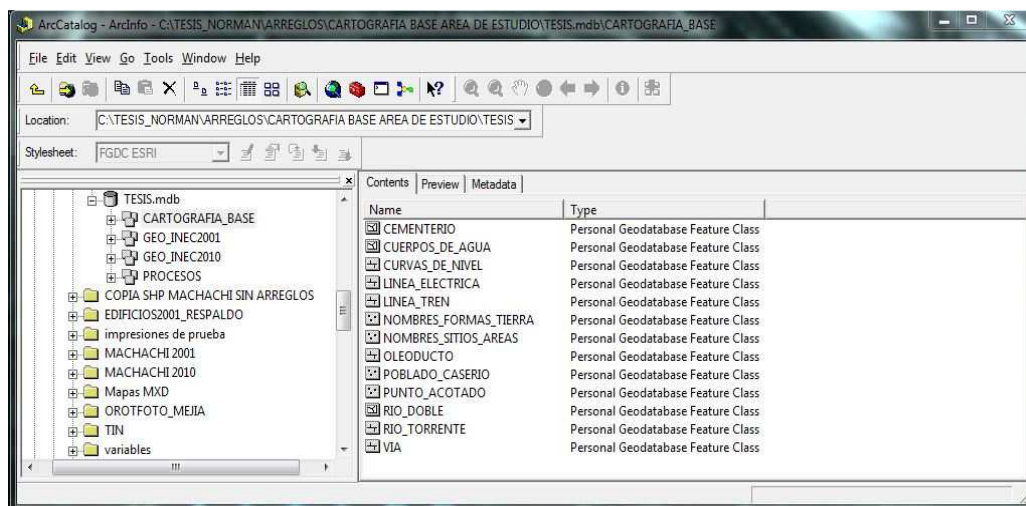 ArcCatalog - ArcInfo - C:\TESIS_NORMAN\ARREGLOS\CARTOGRAFIA BASE AREA DE ESTUDIO\TESIS.mdb\CARTOGRAFIA_BASE
File Edit View Go Tools Window Help
Location: C:\TESIS_NORMAN\ARREGLOS\CARTOGRAFIA BASE AREA DE ESTUDIO\TESIS
Stylesheet: FGDC ESRI
TESIS.mdb
CARTOGRAFIA_BASE
GEO_INEC2001
GEO_INEC2010
PROCESOS
COPIA SHP MACHACHI SIN ARREGLOS
EDIFICIOS2001_RESPALDO
impresiones de prueba
MACHACHI 2001
MACHACHI 2010
Mapas MXD
OROTFOTO_MEJIA
TIN
variables
Contents Preview Metadata
Name Type
CEMENTERIO Personal Geodatabase Feature Class
CUERPOS_DE_AGUA Personal Geodatabase Feature Class
CURVAS_DE_NIVEL Personal Geodatabase Feature Class
LINEA_ELECTRICA Personal Geodatabase Feature Class
LINEA_TREN Personal Geodatabase Feature Class
NOMBRES_FORMAS_TIERRA Personal Geodatabase Feature Class
NOMBRES_SITIOS_AREAS Personal Geodatabase Feature Class
OLEODUCTO Personal Geodatabase Feature Class
POBLADO_CASERIO Personal Geodatabase Feature Class
PUNTO_ACOTADO Personal Geodatabase Feature Class
RIO_DOBLE Personal Geodatabase Feature Class
RIO_TORRENTE Personal Geodatabase Feature Class
VIA Personal Geodatabase Feature Class